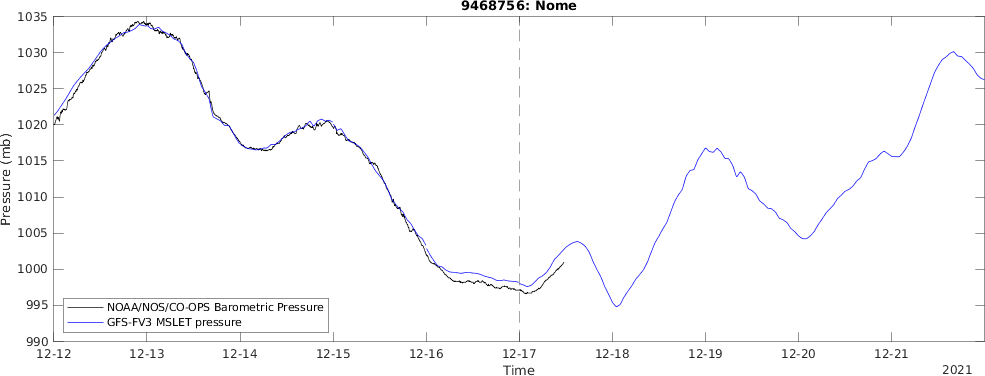 9468756: Nome
Pressure (mb)
1035
1030
1025
1020
1015
1010
1005
1000
995
990
NOAA/NOS/CO-OPS Barometric Pressure
GFS-FV3 MSLET pressure
12-12 12-13 12-14 12-15 12-16 12-17 12-18 12-19 12-20 12-21
Time
2021